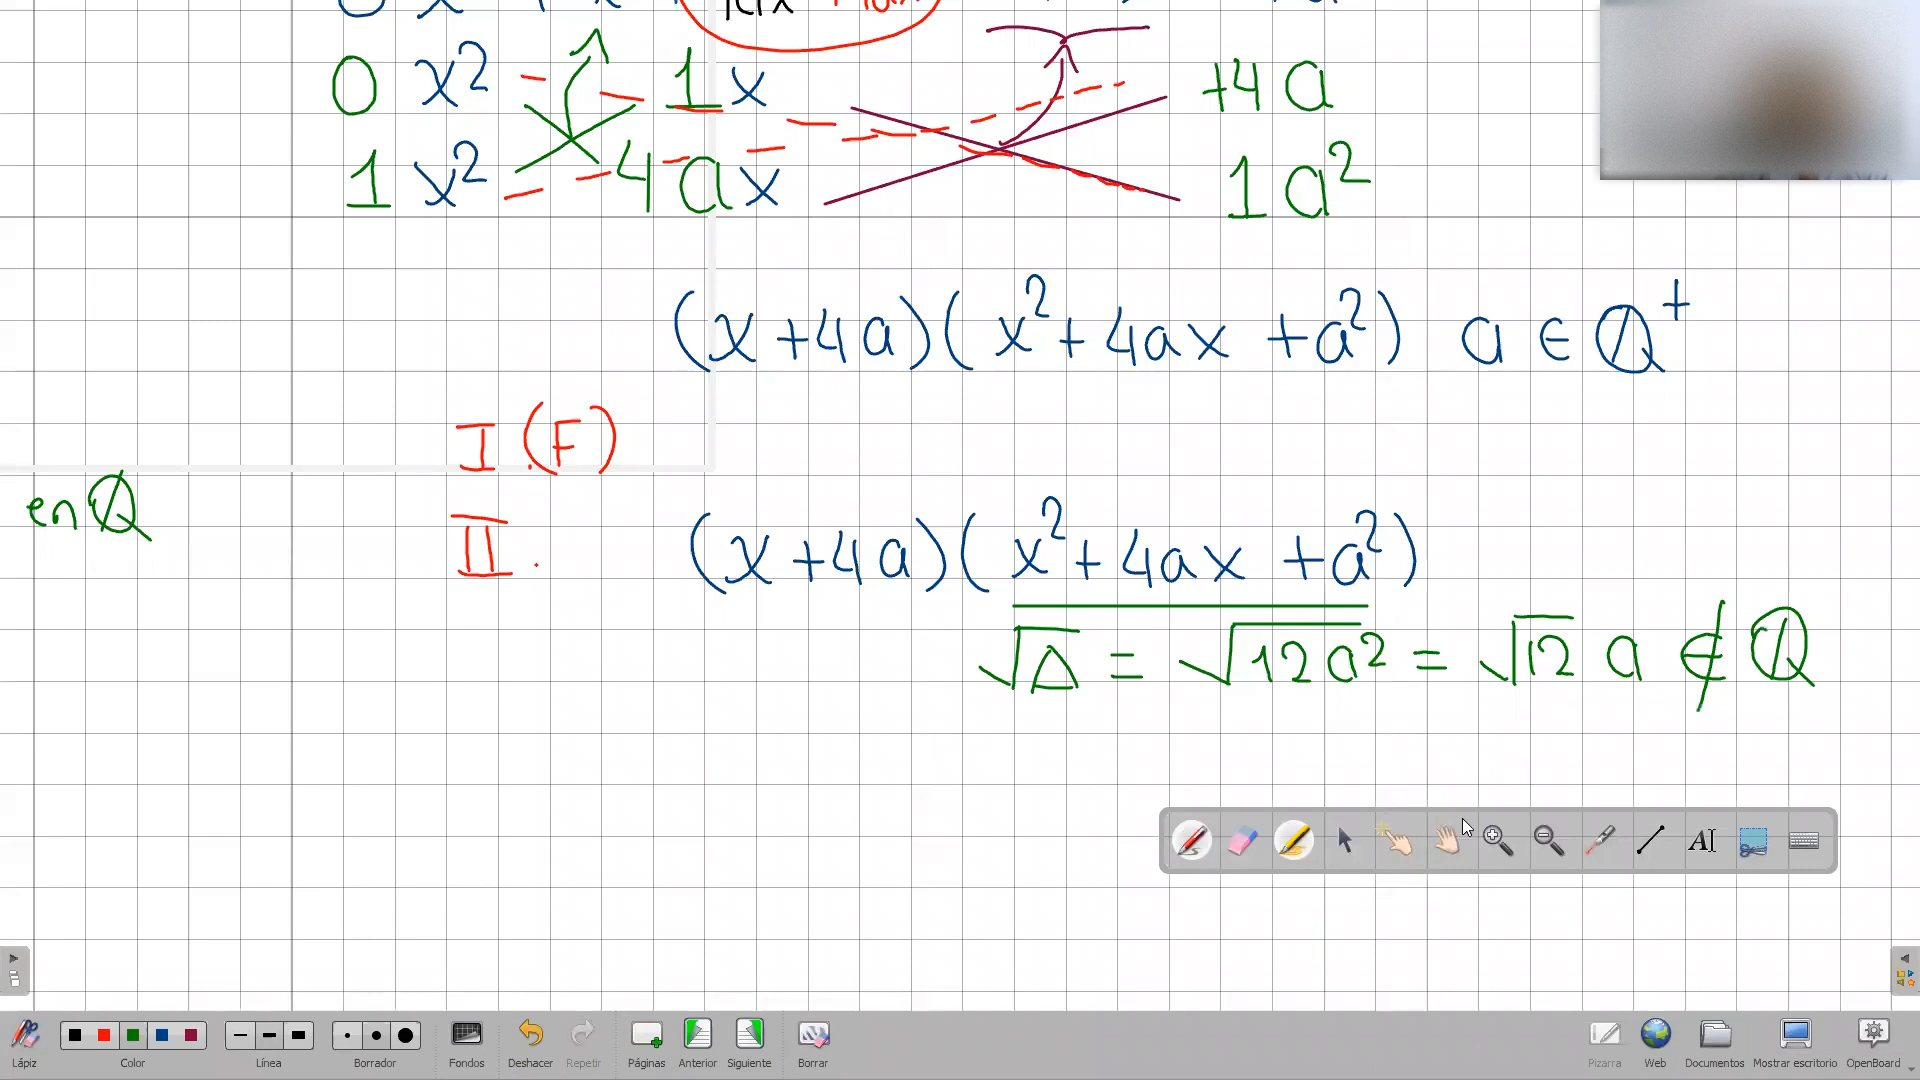 0 x² 1x +4a
1 x² 4ax 1a²
(x+4a)(x²+4ax+a²) a ∈ Q⁺
I.(F)
en Q
II. (x+4a)(x²+4ax+a²)
√Δ = √12a² = √12 a ∉ Q
AI
Lápiz Color Línea Borrador Fondos Deshacer Repetir Páginas Anterior Siguiente Borrar Pizarra Web Documentos Mostrar escritorio OpenBoard